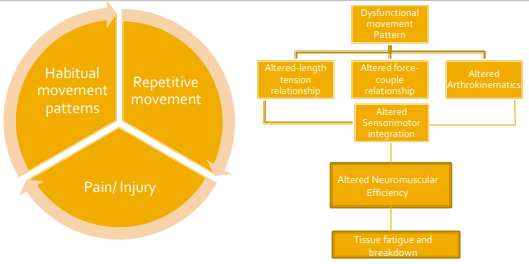 Habitual
movement
patterns
Repetitive
movement
Pain/ Injury
Dysfunctional
movement
Pattern
Altered-length
tension
relationship
Altered force-
couple
relationship
Altered
Arthrokinematics
Altered
Sensorimotor
integration
Altered Neuromuscular
Efficiency
Tissue fatigue and
breakdown